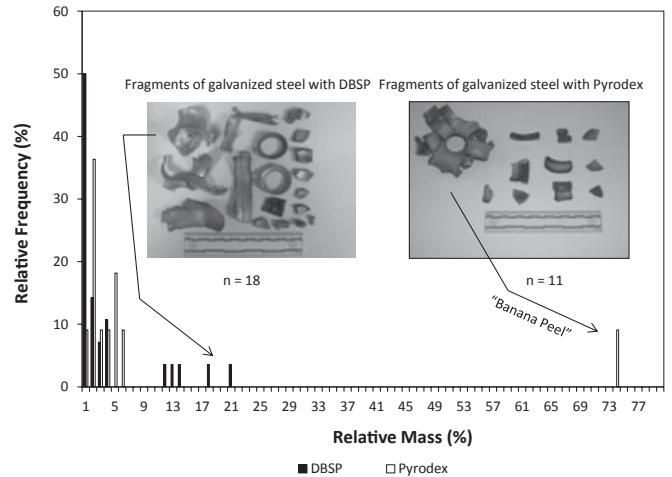 60
50
40
30
20
10
0
Relative Frequency (%)
Fragments of galvanized steel with DBSP Fragments of galvanized steel with Pyrodex
n = 18 n = 11
"Banana Peel"
1 5 9 13 17 21 25 29 33 37 41 45 49 53 57 61 65 69 73 77
Relative Mass (%)
DBSP Pyrodex